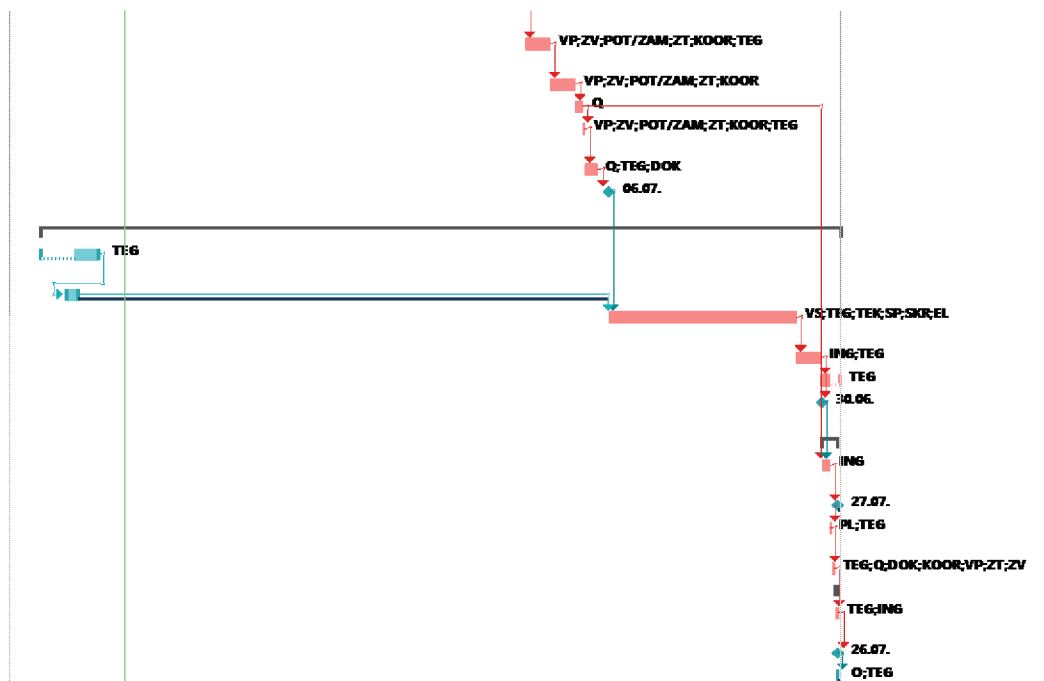 VP;ZV;POT/ZAM;ZT;KOOR;TEG
VP;ZV;POT/ZAM;ZT;KOOR
Q
VP;ZV;POT/ZAM;ZT;KOOR;TEG
Q;TEG;DOK
06.07.
TEG
VS;TEG;TEK;SP;SKR;EL
ING;TEG
TEG
30.06.
ING
27.07.
PL;TEG
TEG;Q;DOK;KOOR;VP;ZT;ZV
TEG;ING
26.07.
Q;TEG